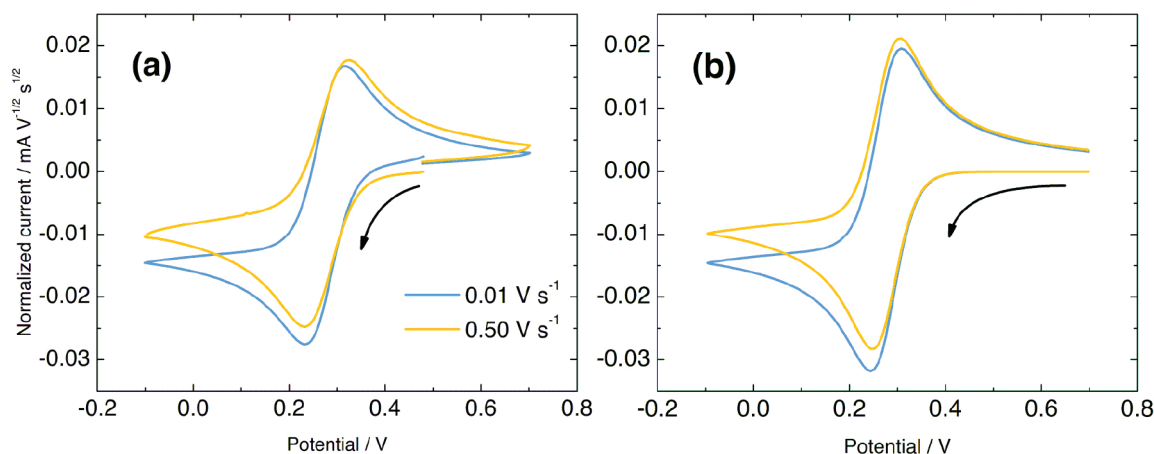 (a)
(b)
Normalized current / mA V^-1/2 s^1/2
0.02
0.01
0.00
-0.01
-0.02
-0.03
0.01 V s^-1
0.50 V s^-1
-0.2 0.0 0.2 0.4 0.6 0.8
Potential / V
0.02
0.01
0.00
-0.01
-0.02
-0.03
-0.2 0.0 0.2 0.4 0.6 0.8
Potential / V